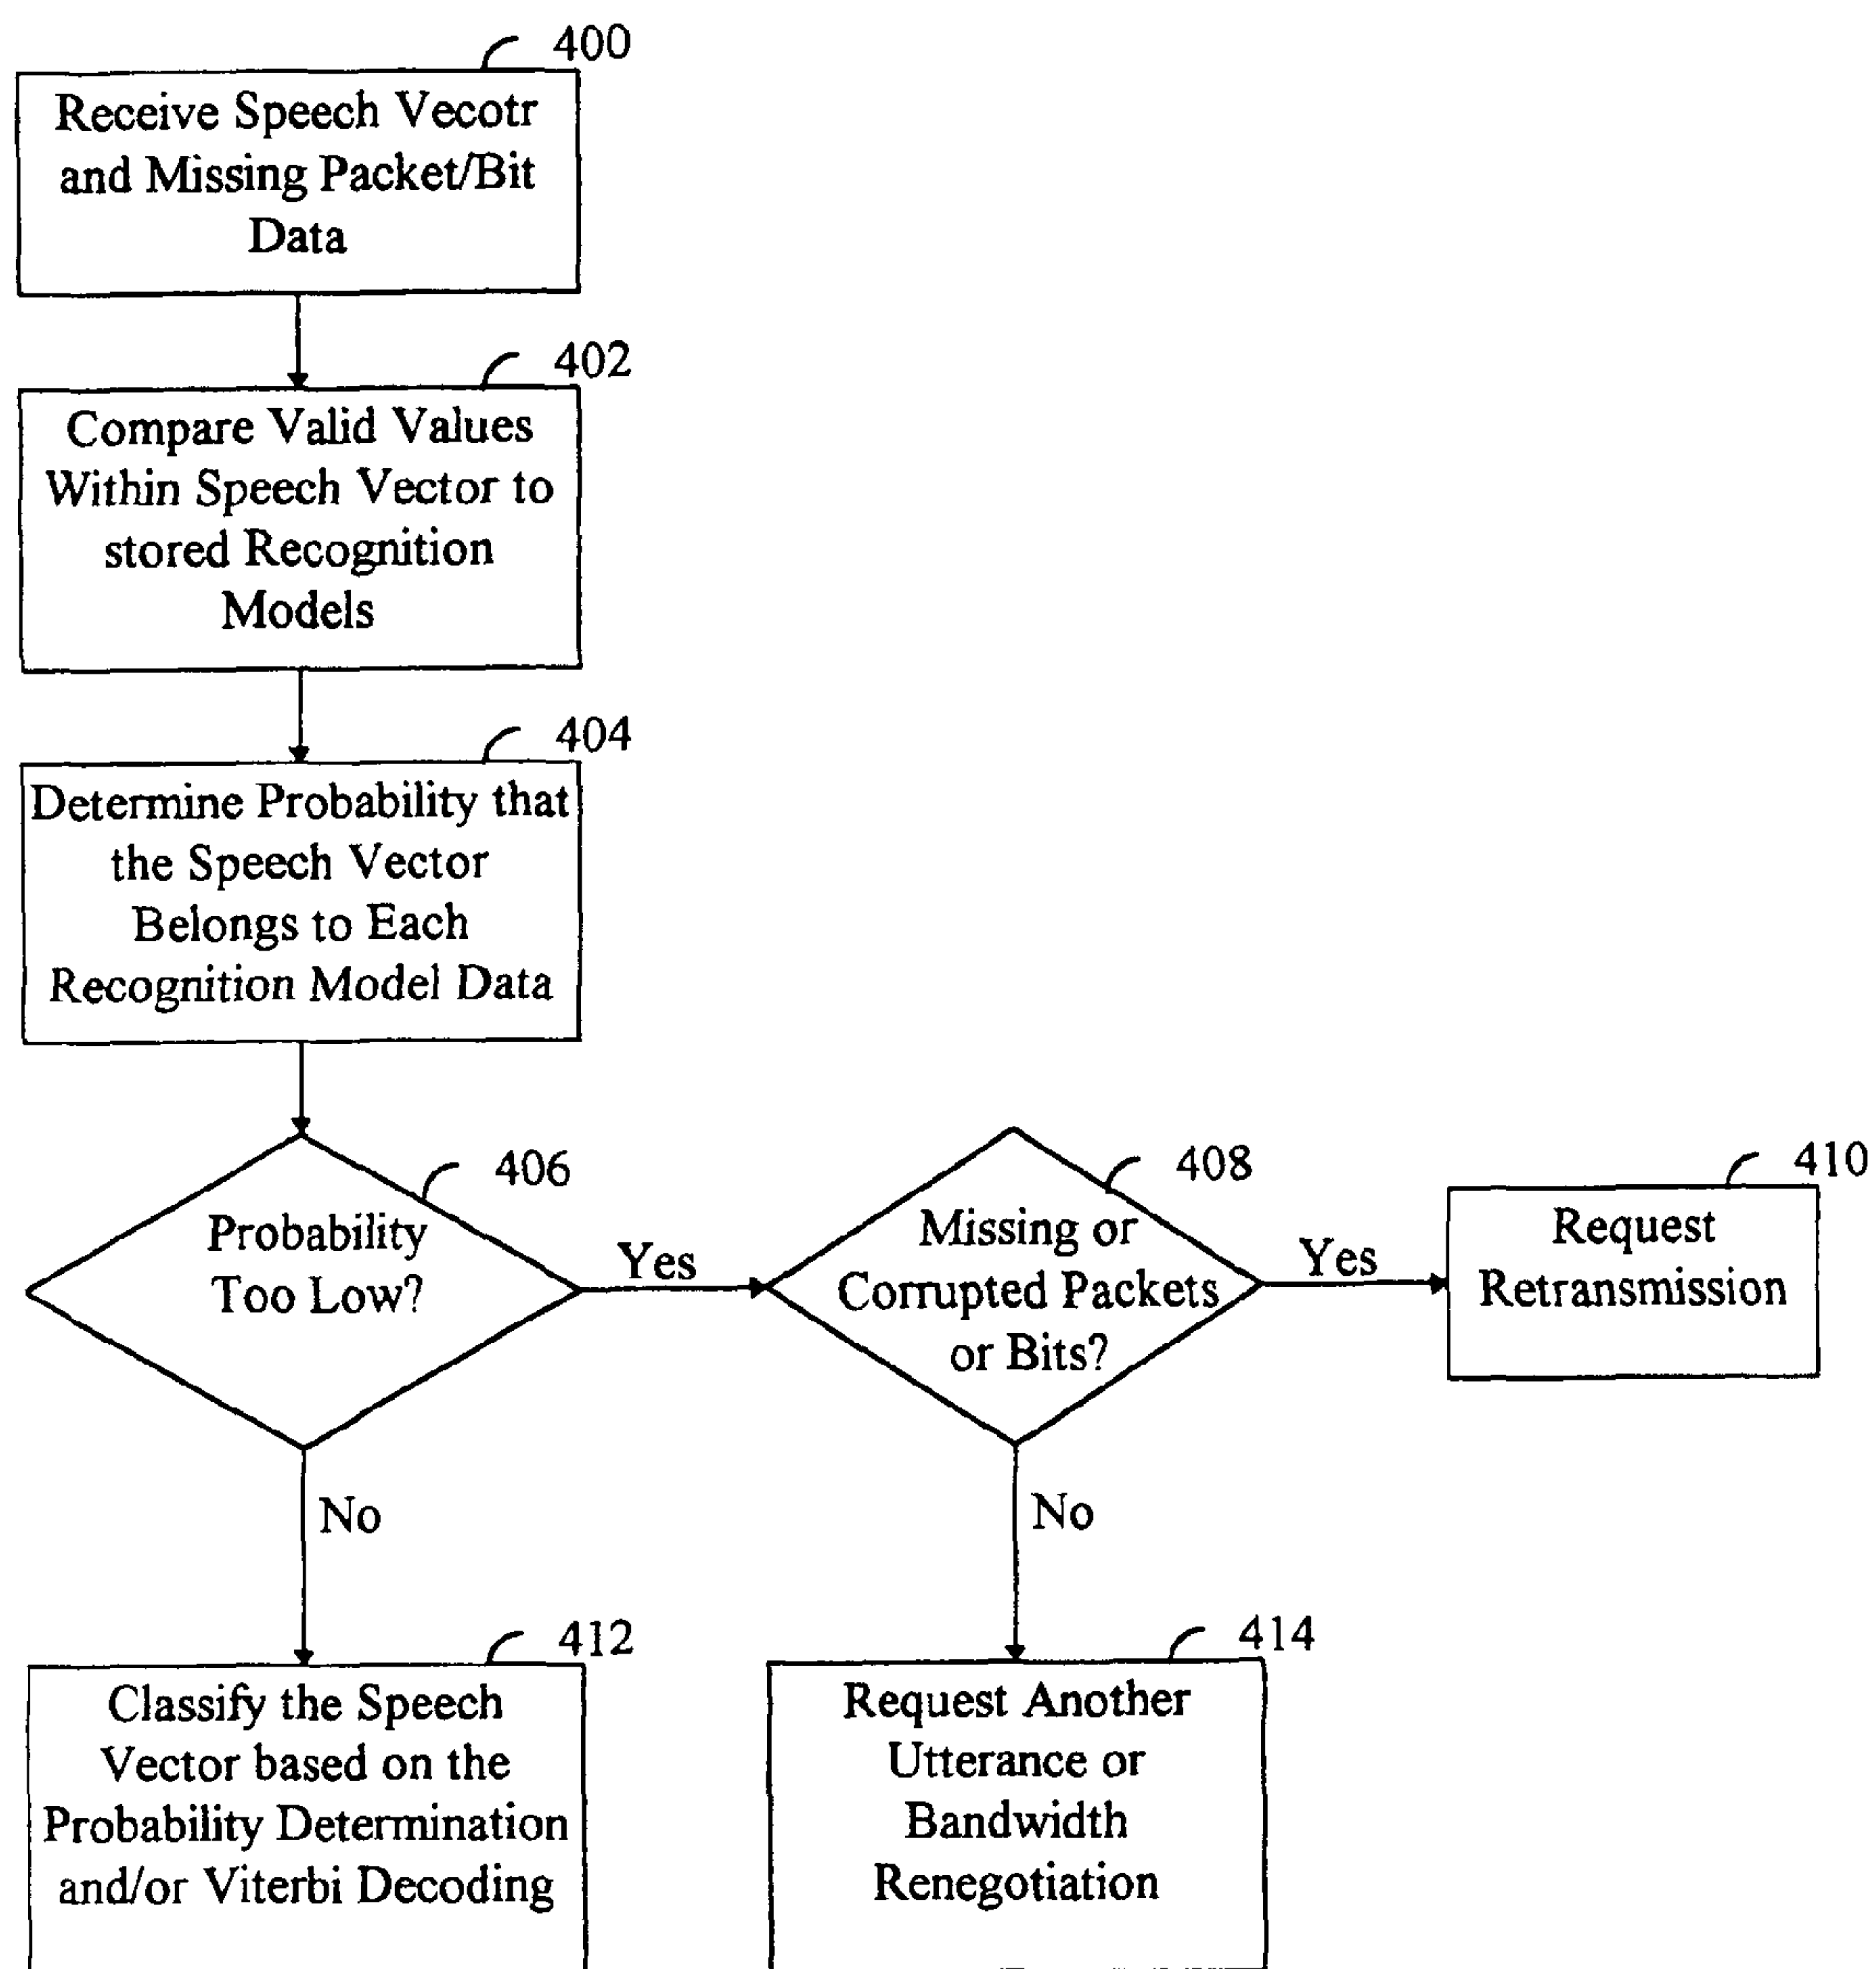 400
Receive Speech Vecotr
and Missing Packet/Bit
Data
402
Compare Valid Values
Within Speech Vector to
stored Recognition
Models
404
Determine Probability that
the Speech Vector
Belongs to Each
Recognition Model Data
406
Probability
Too Low?
Yes
408
Missing or
Corrupted Packets
or Bits?
Yes
410
Request
Retransmission
No
No
412
Classify the Speech
Vector based on the
Probability Determination
and/or Viterbi Decoding
414
Request Another
Utterance or
Bandwidth
Renegotiation